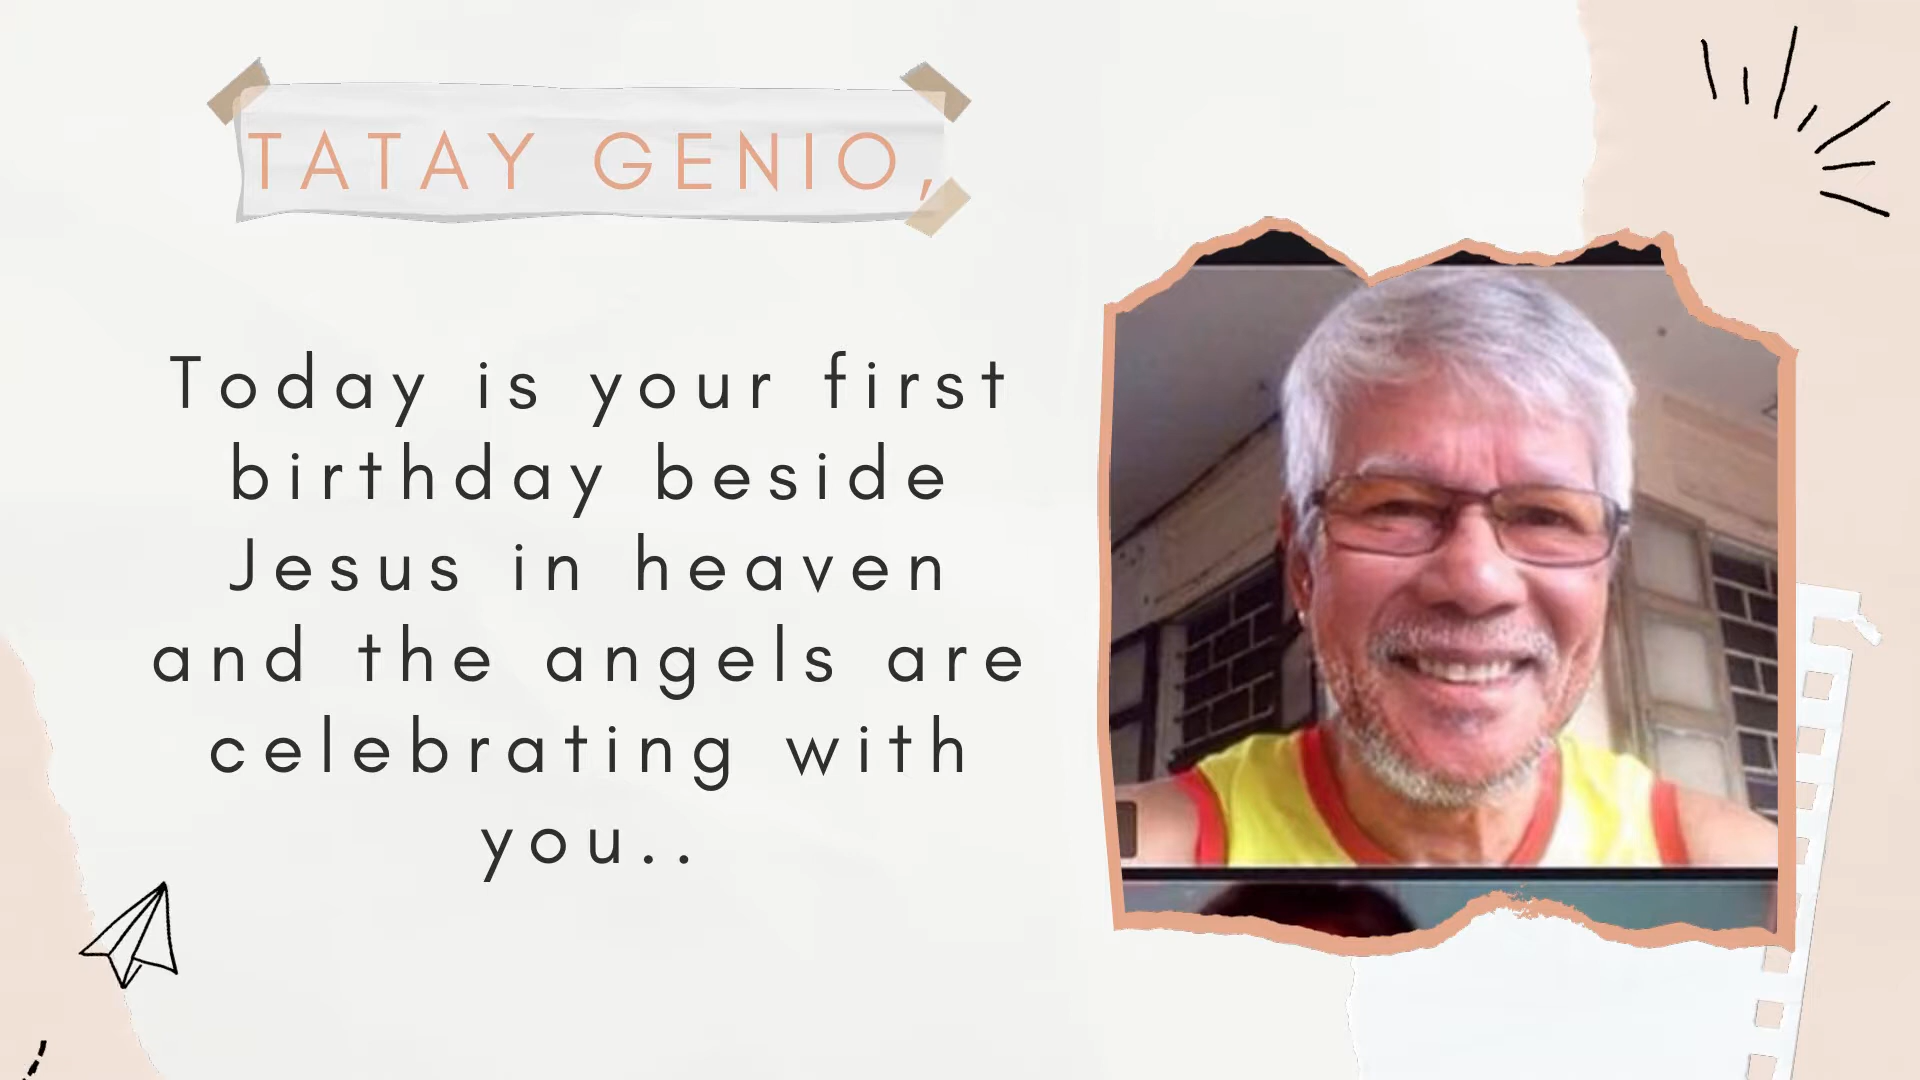 TATAY GENIO,
Today is your first
birthday beside
Jesus in heaven
and the angels are
celebrating with
you..